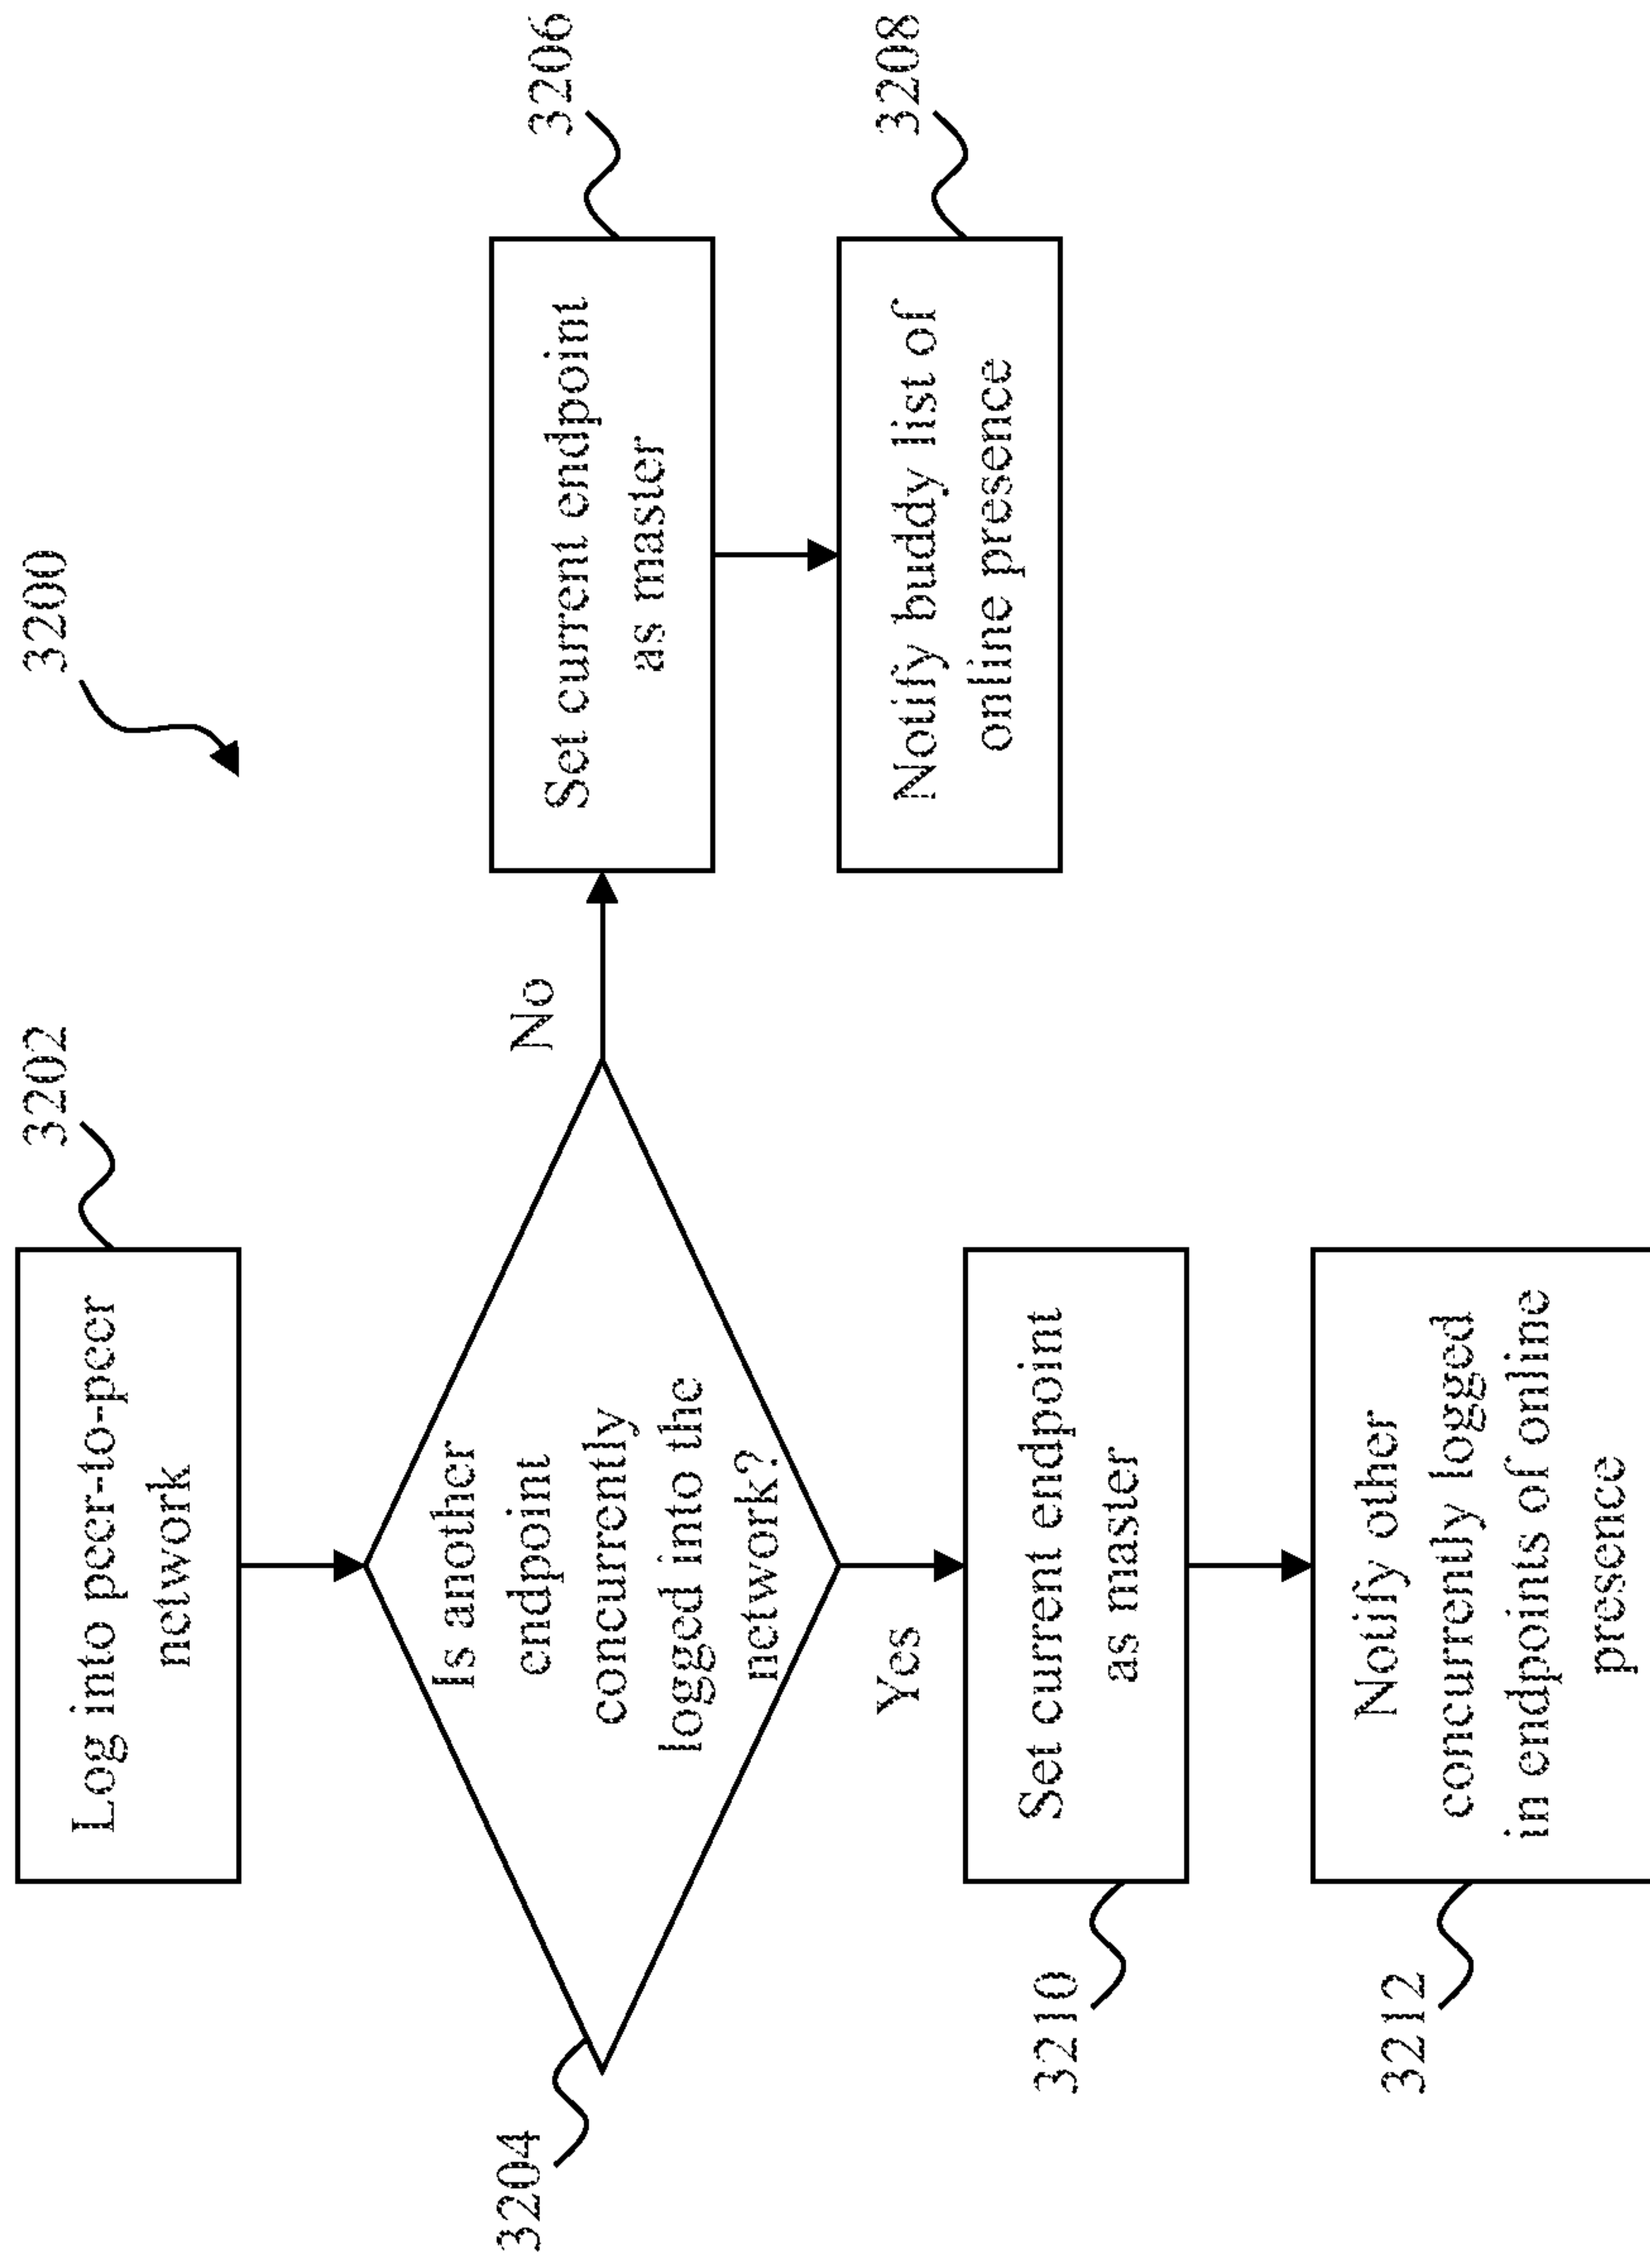 3200
3202
Log into peer-to-peer
network
3204
Is another
endpoint
concurrently
logged into the
network?
No
3206
Set current endpoint
as master
3208
Notify buddy list of
online presence
Yes
3210
Set current endpoint
as master
3212
Notify other
concurrently logged
in endpoints of online
presence